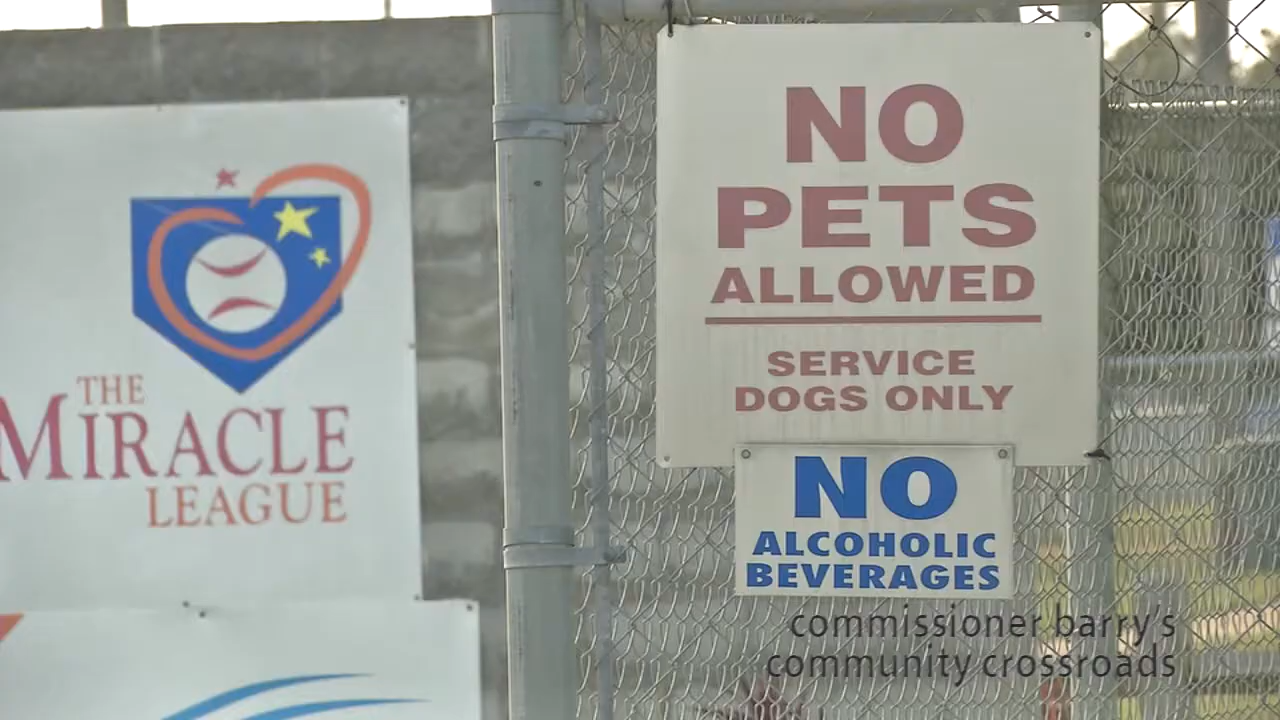 THE
MIRACLE
LEAGUE
NO
PETS
ALLOWED
SERVICE
DOGS ONLY
NO
ALCOHOLIC
BEVERAGES
commissioner barry's
community crossroads